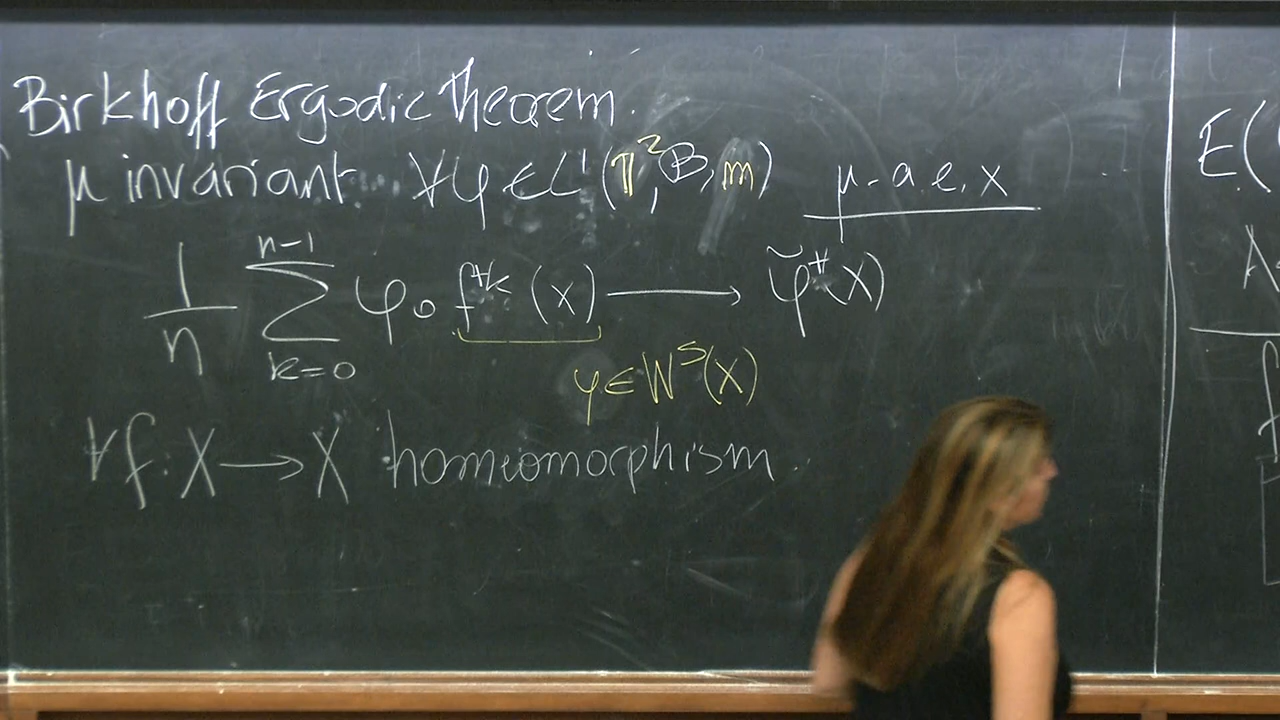 Birkhoff Ergodic theorem.
μ invariant ∀φ∈L¹(𝕋², B, m) μ-a.e. x
1/n ∑_{k=0}^{n-1} φ∘f^{+k}(x) ⟶ φ̃⁺(x)
y∈W^s(x)
∀f: X ⟶ X homeomorphism.
E(